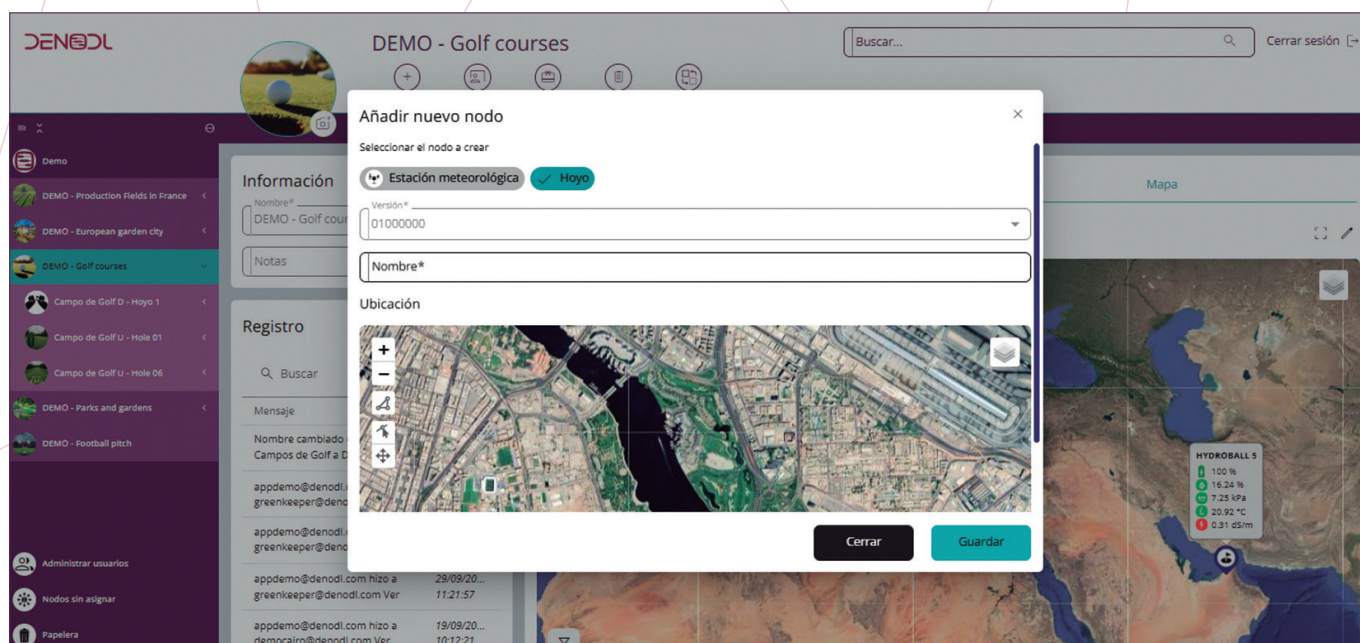 DENODL
DEMO - Golf courses
Buscar...
Cerrar sesión
Demo
DEMO - Production Fields in France
DEMO - European garden city
DEMO - Golf courses
Campo de Golf D - Hoyo 1
Campo de Golf U - Hole 01
Campo de Golf U - Hole 06
DEMO - Parks and gardens
DEMO - Football pitch
Administrar usuarios
Nodos sin asignar
Papelera
Información
Nombre*
DEMO - Golf cour
Notas
Registro
Buscar
Mensaje
Nombre cambiado
Campos de Golf a D
appdemo@denodl.
greenkeeper@deno
appdemo@denodl.
greenkeeper@deno
appdemo@denodl.com hizo a 29/09/20...
greenkeeper@denodl.com Ver 11:21:57
appdemo@denodl.com hizo a 19/09/20...
democairo@denodl.com Ver 10:12:21
Añadir nuevo nodo
Seleccionar el nodo a crear
Estación meteorológica Hoyo
Versión*
01000000
Nombre*
Ubicación
+
−
Cerrar Guardar
Mapa
HYDROBALL 5
100 %
16.24 %
7.25 kPa
20.92 °C
0.31 dS/m